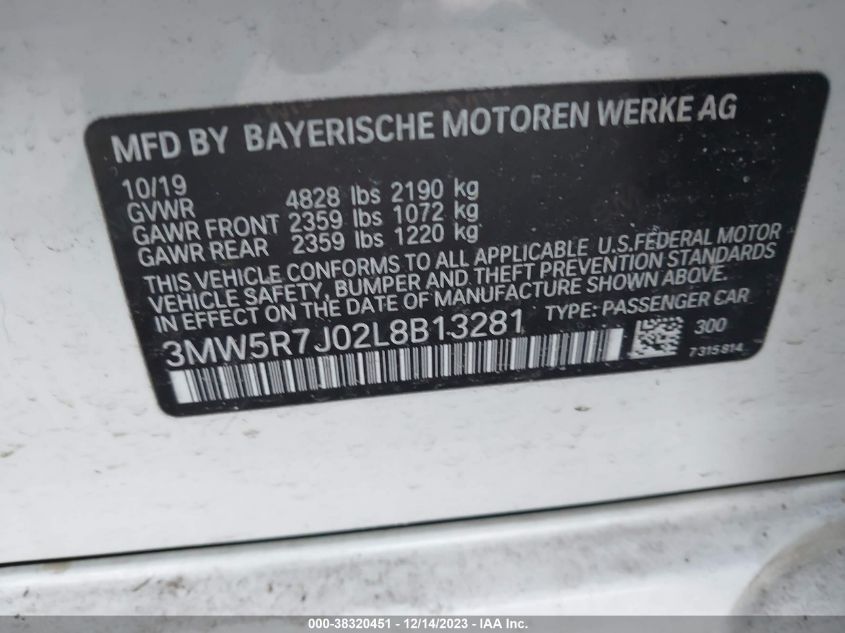 MFD BY BAYERISCHE MOTOREN WERKE AG
10/19
GVWR 4828 lbs 2190 kg
GAWR FRONT 2359 lbs 1072 kg
GAWR REAR 2359 lbs 1220 kg
THIS VEHICLE CONFORMS TO ALL APPLICABLE U.S.FEDERAL MOTOR
VEHICLE SAFETY, BUMPER AND THEFT PREVENTION STANDARDS
IN EFFECT ON THE DATE OF MANUFACTURE SHOWN ABOVE.
3MW5R7J02L8B13281 TYPE: PASSENGER CAR
300
7315814
000-38320451 - 12/14/2023 - IAA Inc.